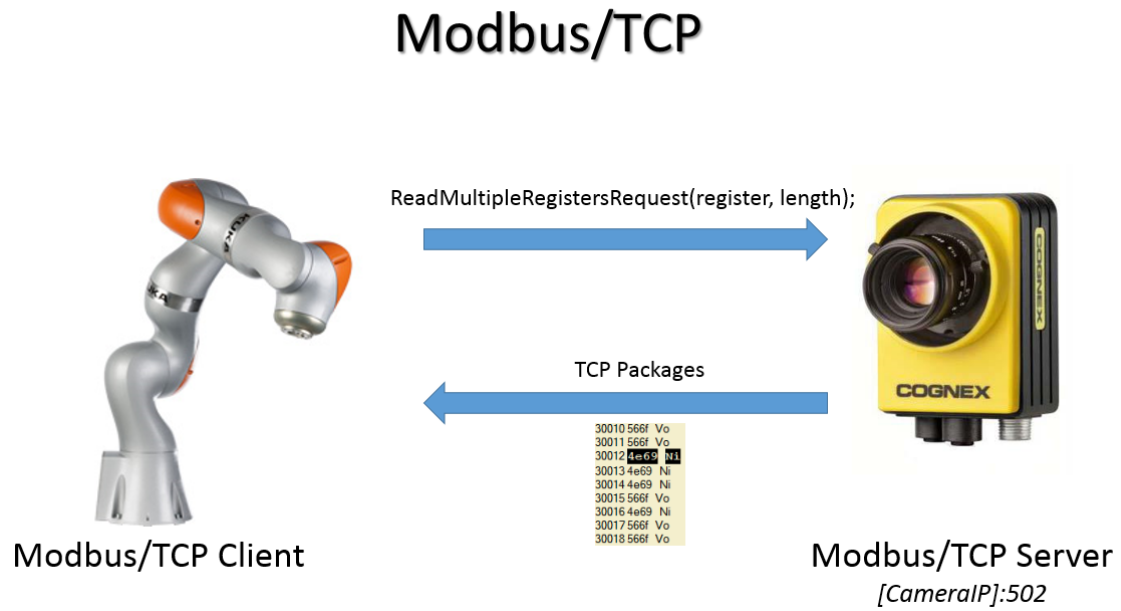 Modbus/TCP
ReadMultipleRegistersRequest(register, length);
KUKA
COGNEX
TCP Packages
COGNEX
30010 566f Vo
30011 566f Vo
30012 4e69 Ni
30013 4e69 Ni
30014 4e69 Ni
30015 566f Vo
30016 4e69 Ni
30017 566f Vo
30018 566f Vo
Modbus/TCP Client
Modbus/TCP Server
[CameraIP]:502